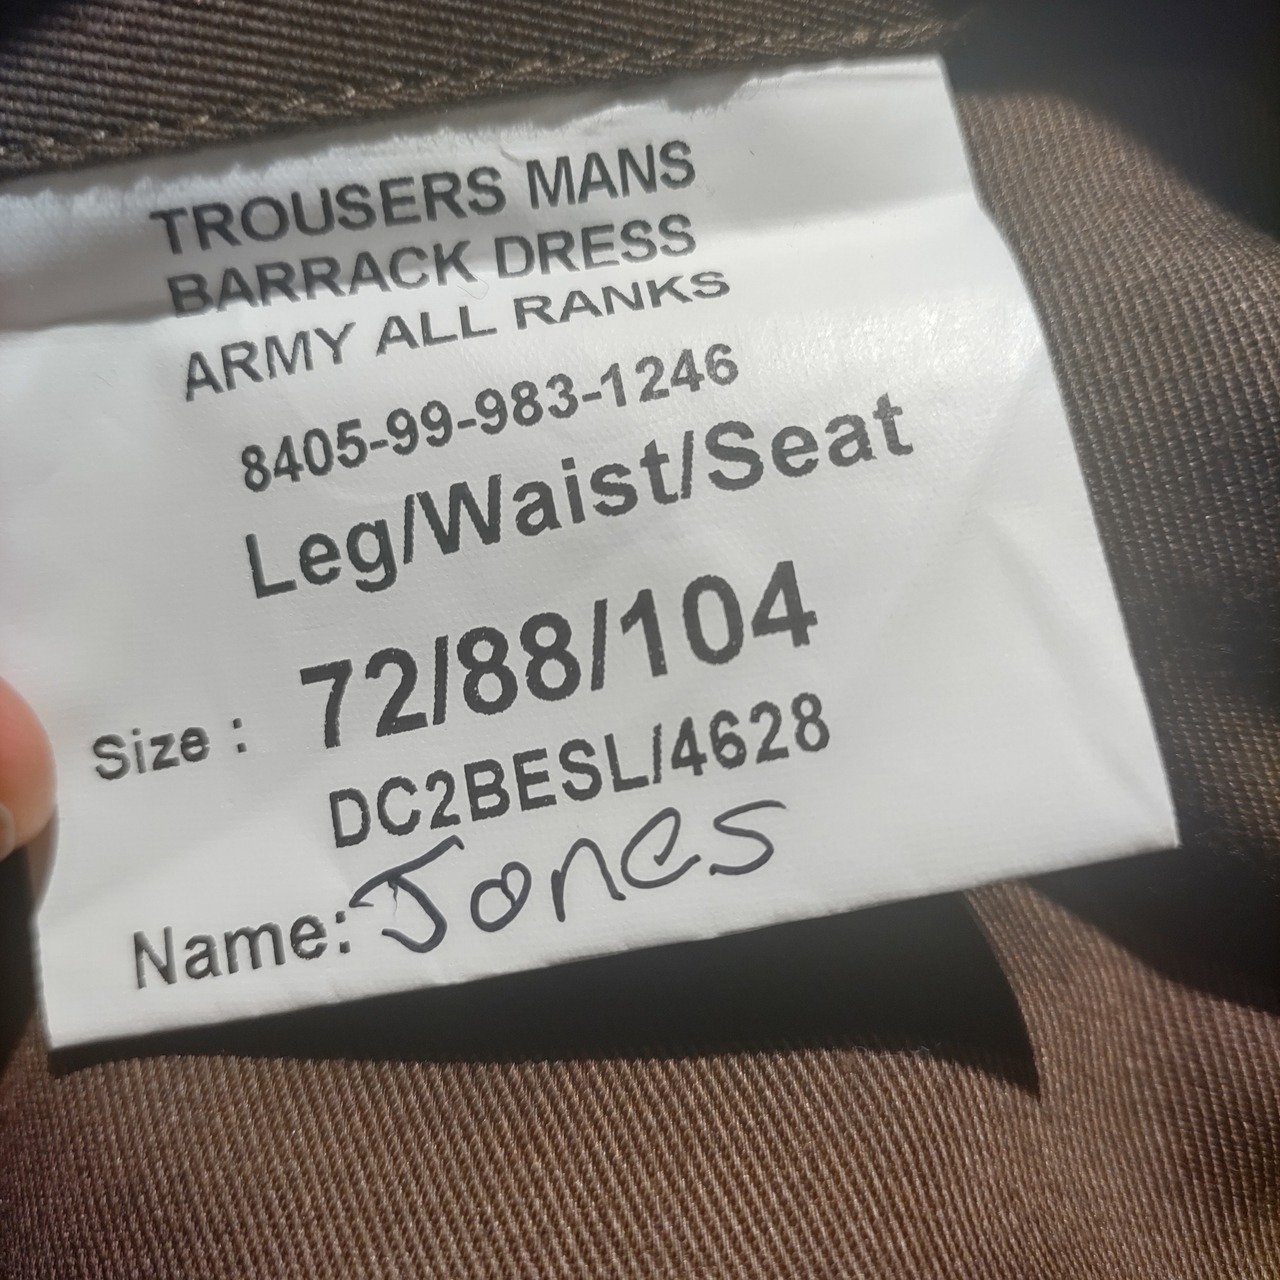 TROUSERS MANS
BARRACK DRESS
ARMY ALL RANKS
8405-99-983-1246
Leg/Waist/Seat
Size : 72/88/104
DC2BESL/4628
Name: Jones